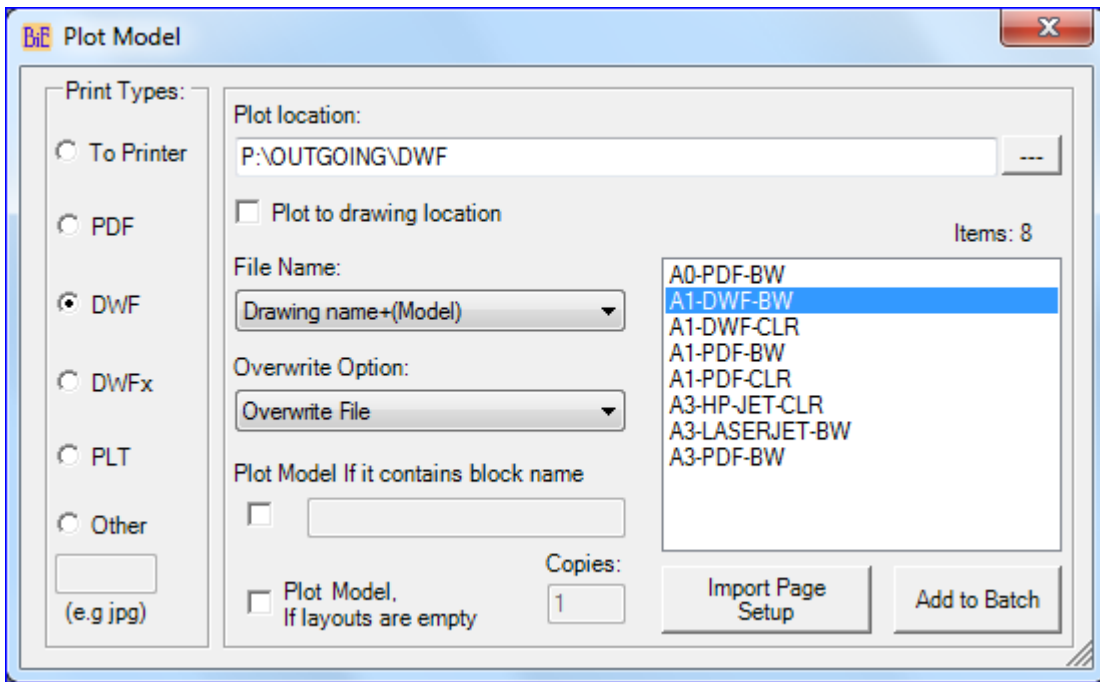 BiE Plot Model
Print Types:
To Printer
PDF
DWF
DWFx
PLT
Other
(e.g jpg)
Plot location:
P:\OUTGOING\DWF
---
Plot to drawing location
File Name:
Drawing name+(Model)
Overwrite Option:
Overwrite File
Plot Model If it contains block name
Plot Model,
If layouts are empty
Copies:
1
Items: 8
A0-PDF-BW
A1-DWF-BW
A1-DWF-CLR
A1-PDF-BW
A1-PDF-CLR
A3-HP-JET-CLR
A3-LASERJET-BW
A3-PDF-BW
Import Page
Setup
Add to Batch